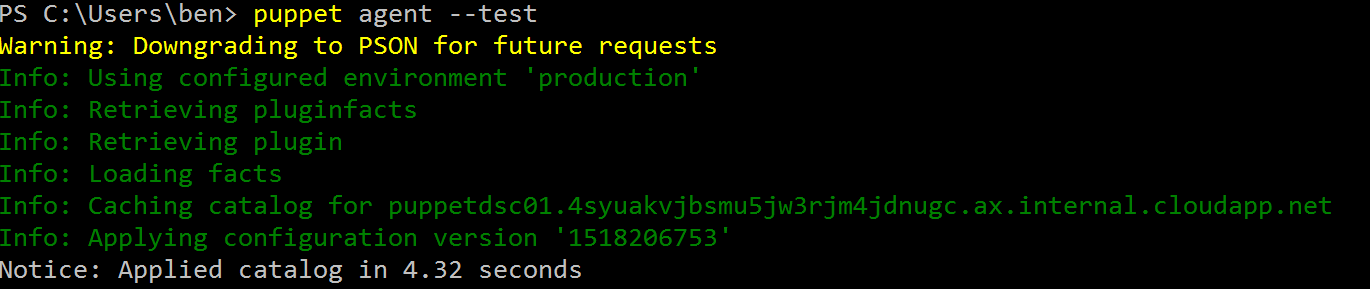 PS C:\Users\ben> puppet agent --test
Warning: Downgrading to PSON for future requests
Info: Using configured environment 'production'
Info: Retrieving pluginfacts
Info: Retrieving plugin
Info: Loading facts
Info: Caching catalog for puppetdsc01.4syuakvjbsmu5jw3rjm4jdnugc.ax.internal.cloudapp.net
Info: Applying configuration version '1518206753'
Notice: Applied catalog in 4.32 seconds